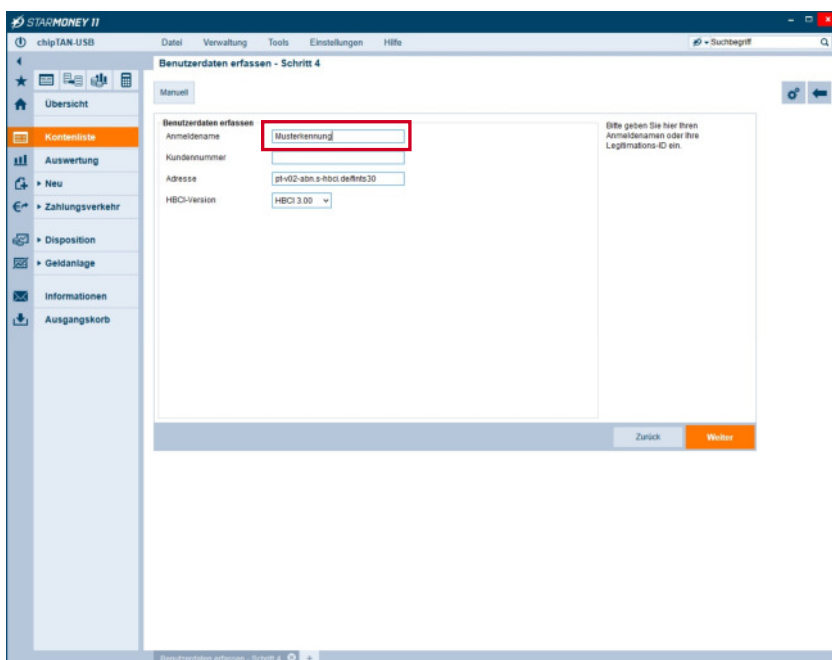 STARMONEY 11
chipTAN-USB
Datei Verwaltung Tools Einstellungen Hilfe
Suchbegriff
Benutzerdaten erfassen - Schritt 4
Manuell
Übersicht
Kontenliste
Auswertung
Neu
Zahlungsverkehr
Disposition
Geldanlage
Informationen
Ausgangskorb
Benutzerdaten erfassen
Anmeldename Musterkennung
Kundennummer
Adresse pt-v02-abn.s-hbci.de/fints30
HBCI-Version HBCI 3.00
Bitte geben Sie hier Ihren
Anmeldenamen oder Ihre
Legitimations-ID ein.
Zurück Weiter
Benutzerdaten erfassen - Schritt 4